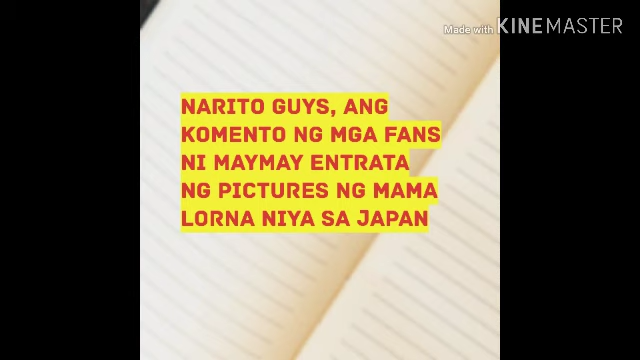 Made with KINEMASTER
NARITO GUYS, ANG
KOMENTO NG MGA FANS
NI MAYMAY ENTRATA
NG PICTURES NG MAMA
LORNA NIYA SA JAPAN